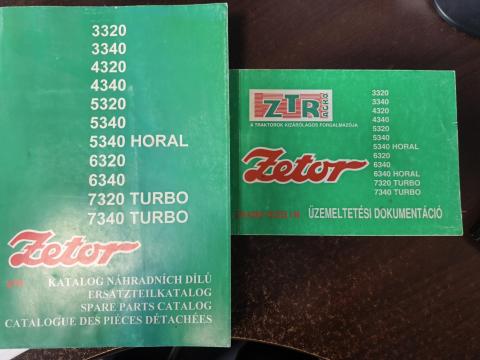 3320
3340
4320
4340
5320
5340
5340 HORAL
6320
6340
7320 TURBO
7340 TURBO
Zetor
KATALOG NÁHRADNÍCH DÍLŮ
ERSATZTEILKATALOG
SPARE PARTS CATALOG
CATALOGUE DES PIÈCES DÉTACHÉES
ZTR
AGRO
A TRAKTOROK KIZÁRÓLAGOS FORGALMAZÓJA
3320
3340
4320
4340
5320
5340
5340 HORAL
6320
6340
6340 HORAL
7320 TURBO
7340 TURBO
Zetor
ÜZEMELTETÉSI DOKUMENTÁCIÓ